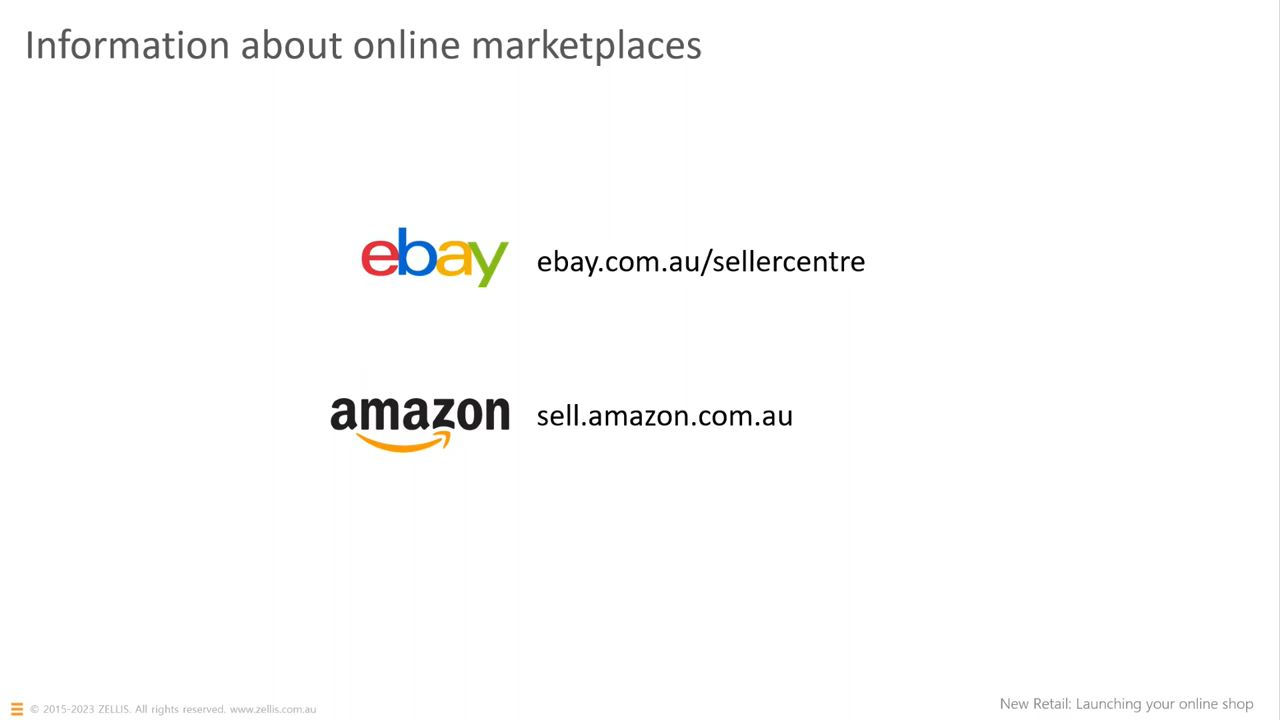 Information about online marketplaces
ebay ebay.com.au/sellercentre
amazon sell.amazon.com.au
© 2015-2023 ZELLIS. All rights reserved. www.zellis.com.au
New Retail: Launching your online shop